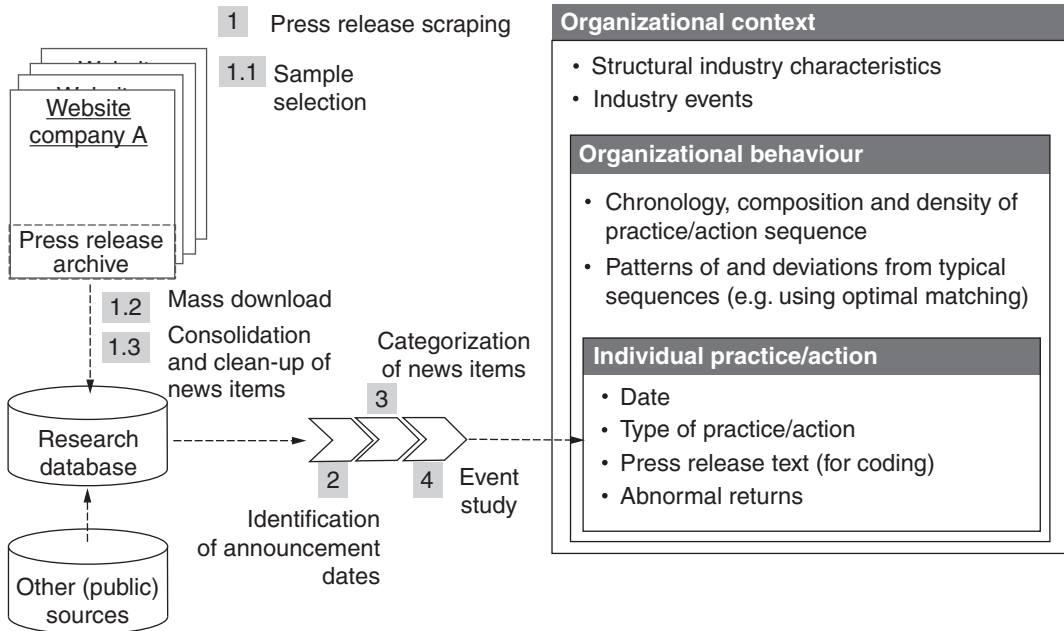 1 Press release scraping
1.1 Sample
selection
Website
Website
company A
Press release
archive
1.2 Mass download
1.3 Consolidation
and clean-up of
news items
Research
database
Other (public)
sources
Categorization
of news items
3
2
4
Event
study
Identification
of announcement
dates
Organizational context
• Structural industry characteristics
• Industry events
Organizational behaviour
• Chronology, composition and density of
practice/action sequence
• Patterns of and deviations from typical
sequences (e.g. using optimal matching)
Individual practice/action
• Date
• Type of practice/action
• Press release text (for coding)
• Abnormal returns